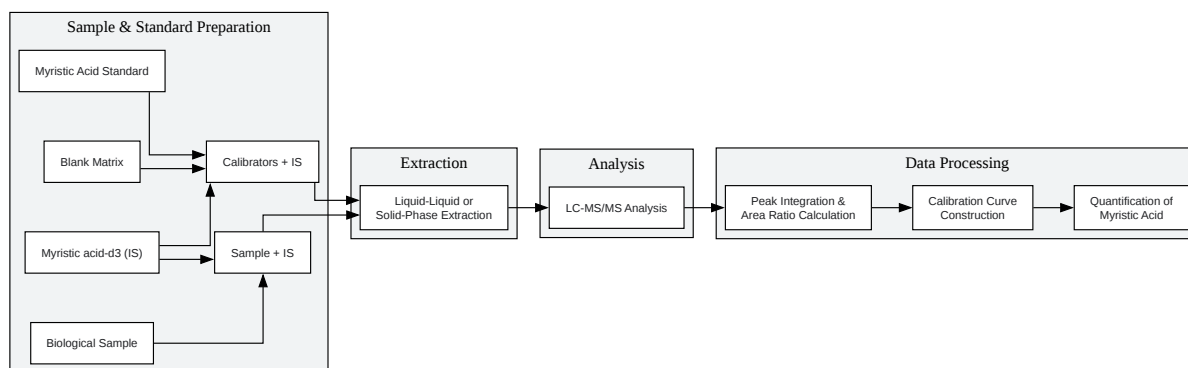 Sample & Standard Preparation
Myristic Acid Standard
Blank Matrix
Calibrators + IS
Myristic acid-d3 (IS)
Sample + IS
Biological Sample
Extraction
Liquid-Liquid or
Solid-Phase Extraction
Analysis
LC-MS/MS Analysis
Data Processing
Peak Integration &
Area Ratio Calculation
Calibration Curve
Construction
Quantification of
Myristic Acid